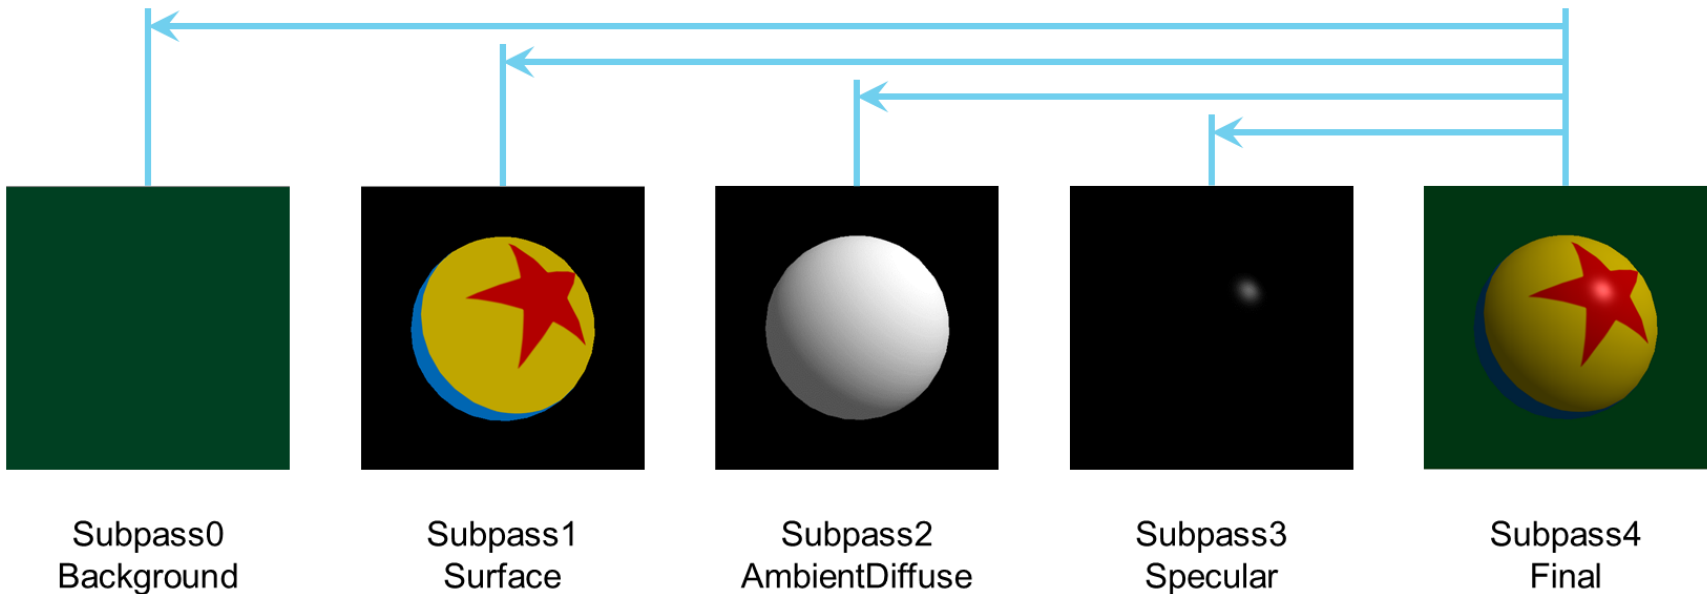 Subpass0
Background
Subpass1
Surface
Subpass2
AmbientDiffuse
Subpass3
Specular
Subpass4
Final